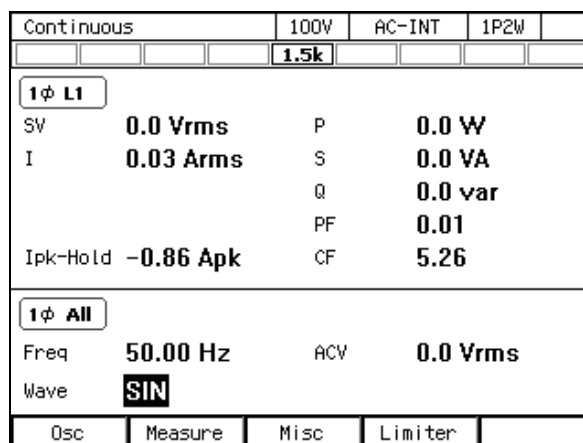 Continuous 100V AC-INT 1P2W
1.5k
1ϕ L1
SV 0.0 Vrms P 0.0 W
I 0.03 Arms S 0.0 VA
Q 0.0 var
PF 0.01
Ipk-Hold -0.86 Apk CF 5.26
1ϕ All
Freq 50.00 Hz ACV 0.0 Vrms
Wave SIN
Osc Measure Misc Limiter